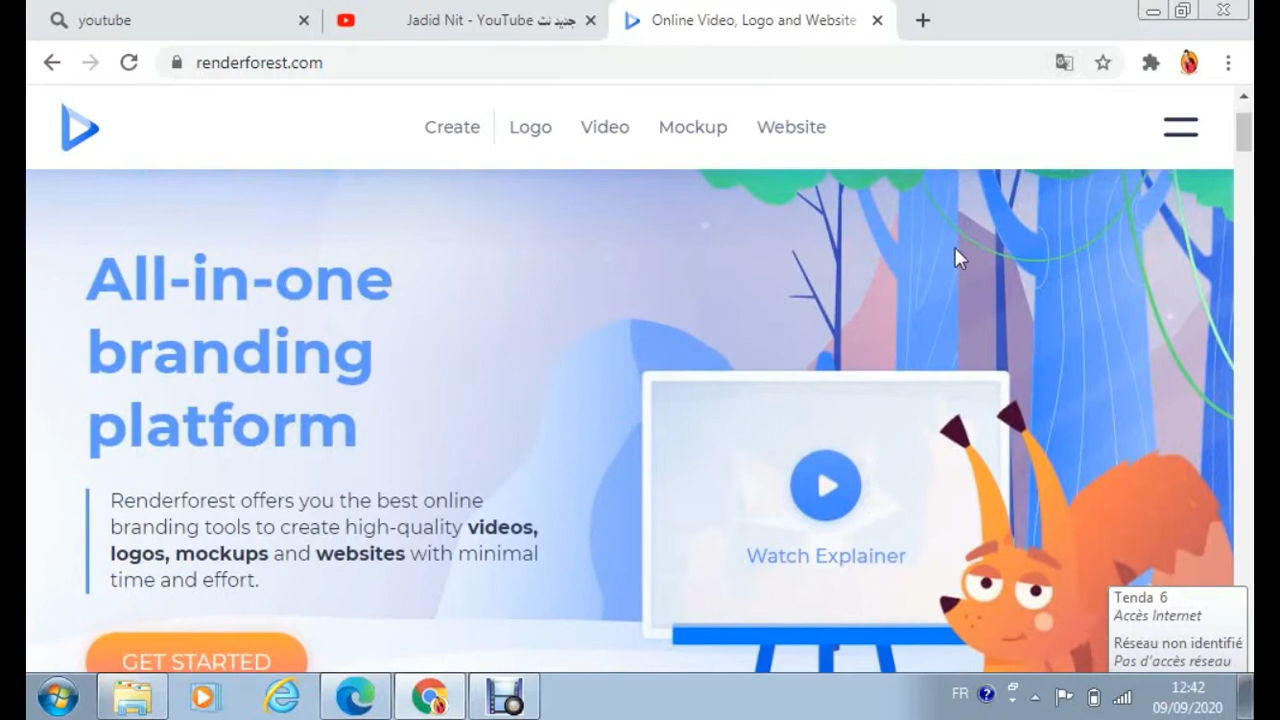 youtube
Jadid Nit - YouTube جديد نت
Online Video, Logo and Website
renderforest.com
Create
Logo
Video
Mockup
Website
All-in-one
branding
platform
Renderforest offers you the best online
branding tools to create high-quality videos,
logos, mockups and websites with minimal
time and effort.
GET STARTED
Watch Explainer
Tenda 6
Accès Internet
Réseau non identifié
Pas d'accès réseau
FR
12:42
09/09/2020